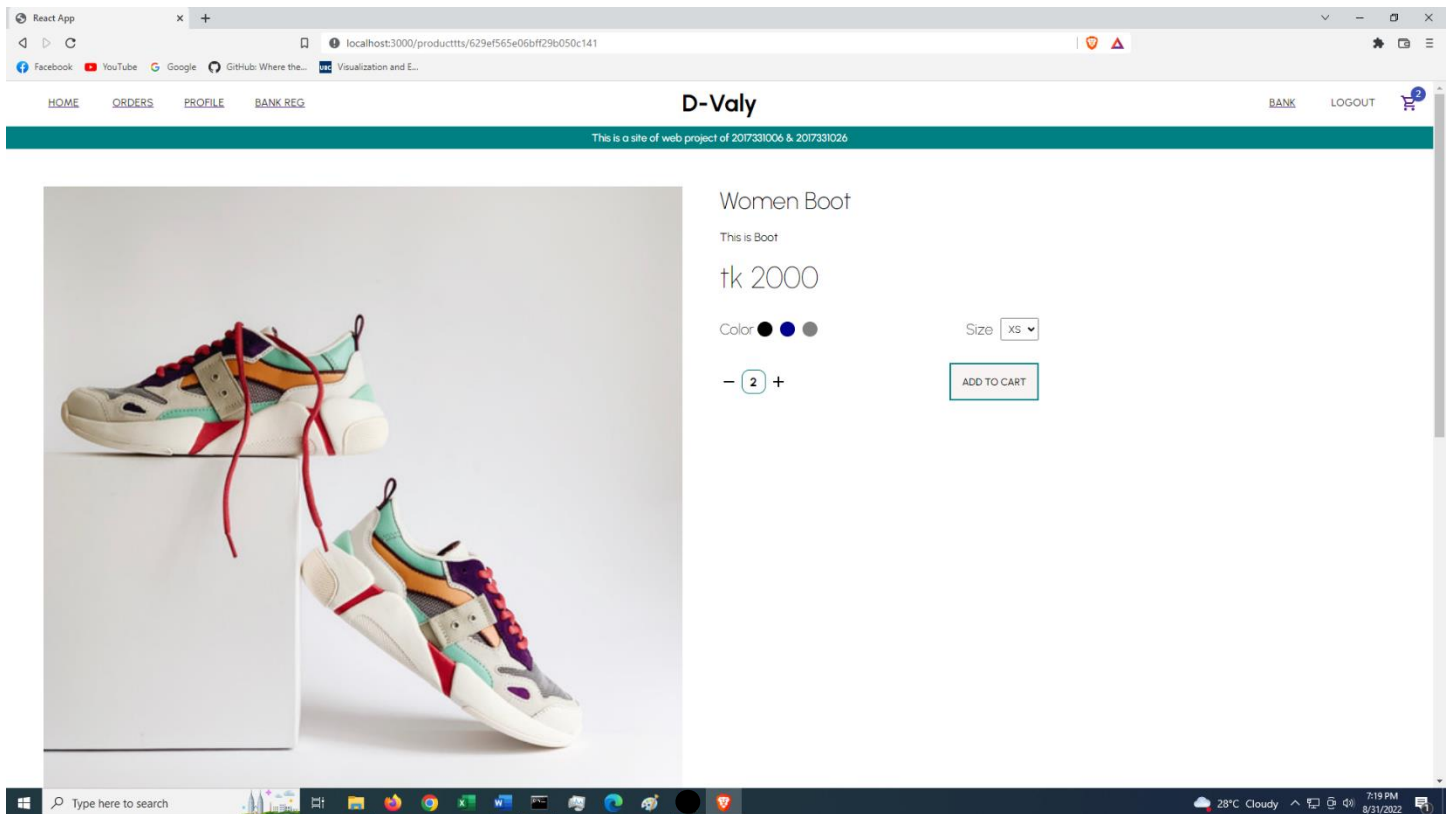 React App
localhost:3000/producttts/629ef565e06bff29b050c141
Facebook YouTube Google GitHub: Where the... UBC Visualization and E...
HOME ORDERS PROFILE BANK REG D-Valy BANK LOGOUT 2
This is a site of web project of 2017331006 & 2017331026
Women Boot
This is Boot
tk 2000
Color Size XS
− 2 + ADD TO CART
Type here to search 28°C Cloudy 7:19 PM
8/31/2022 1